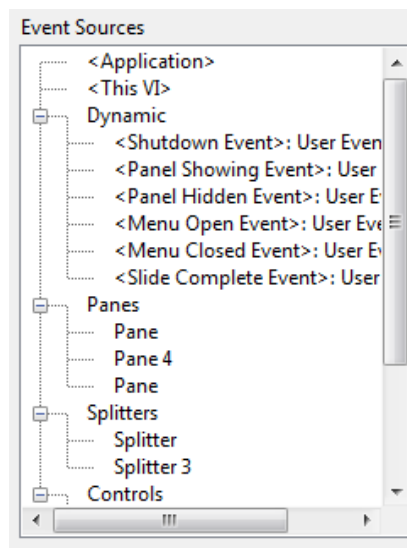 Event Sources
<Application>
<This VI>
Dynamic
<Shutdown Event>: User Even
<Panel Showing Event>: User
<Panel Hidden Event>: User E
<Menu Open Event>: User Eve
<Menu Closed Event>: User E
<Slide Complete Event>: User
Panes
Pane
Pane 4
Pane
Splitters
Splitter
Splitter 3
Controls